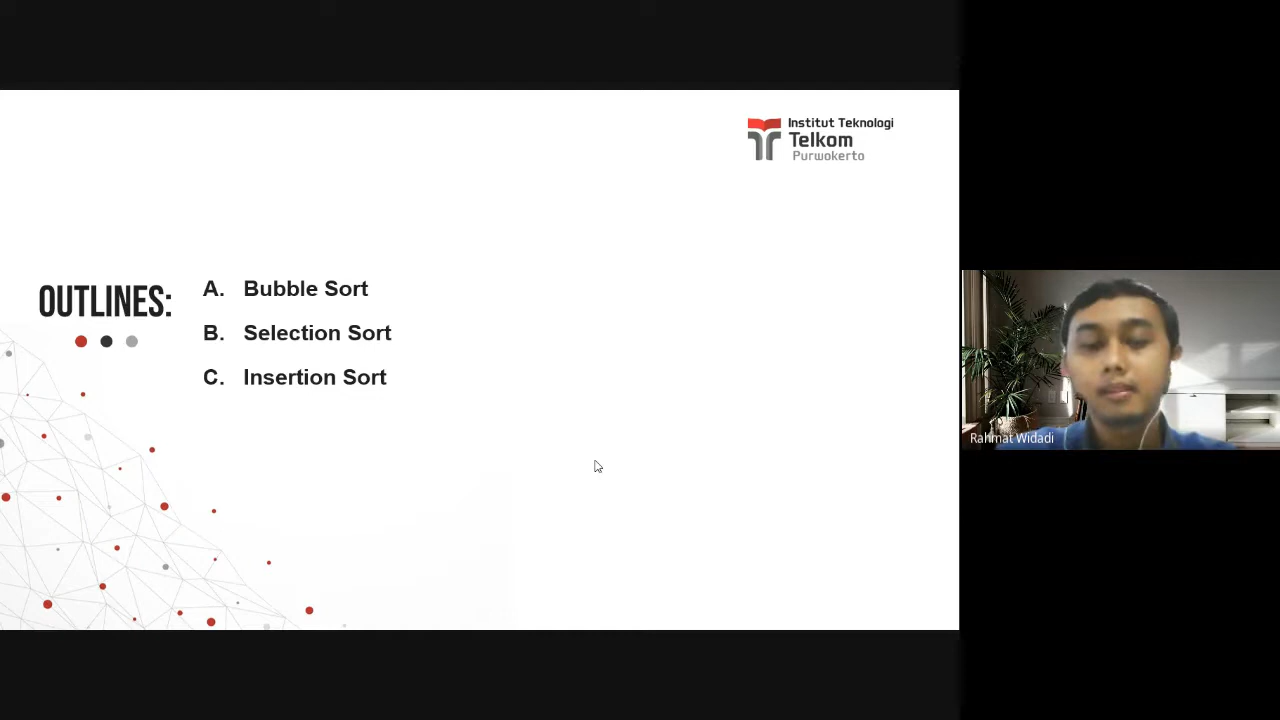 Institut Teknologi
Telkom
Purwokerto
OUTLINES:
A. Bubble Sort
B. Selection Sort
C. Insertion Sort
Rahmat Widadi